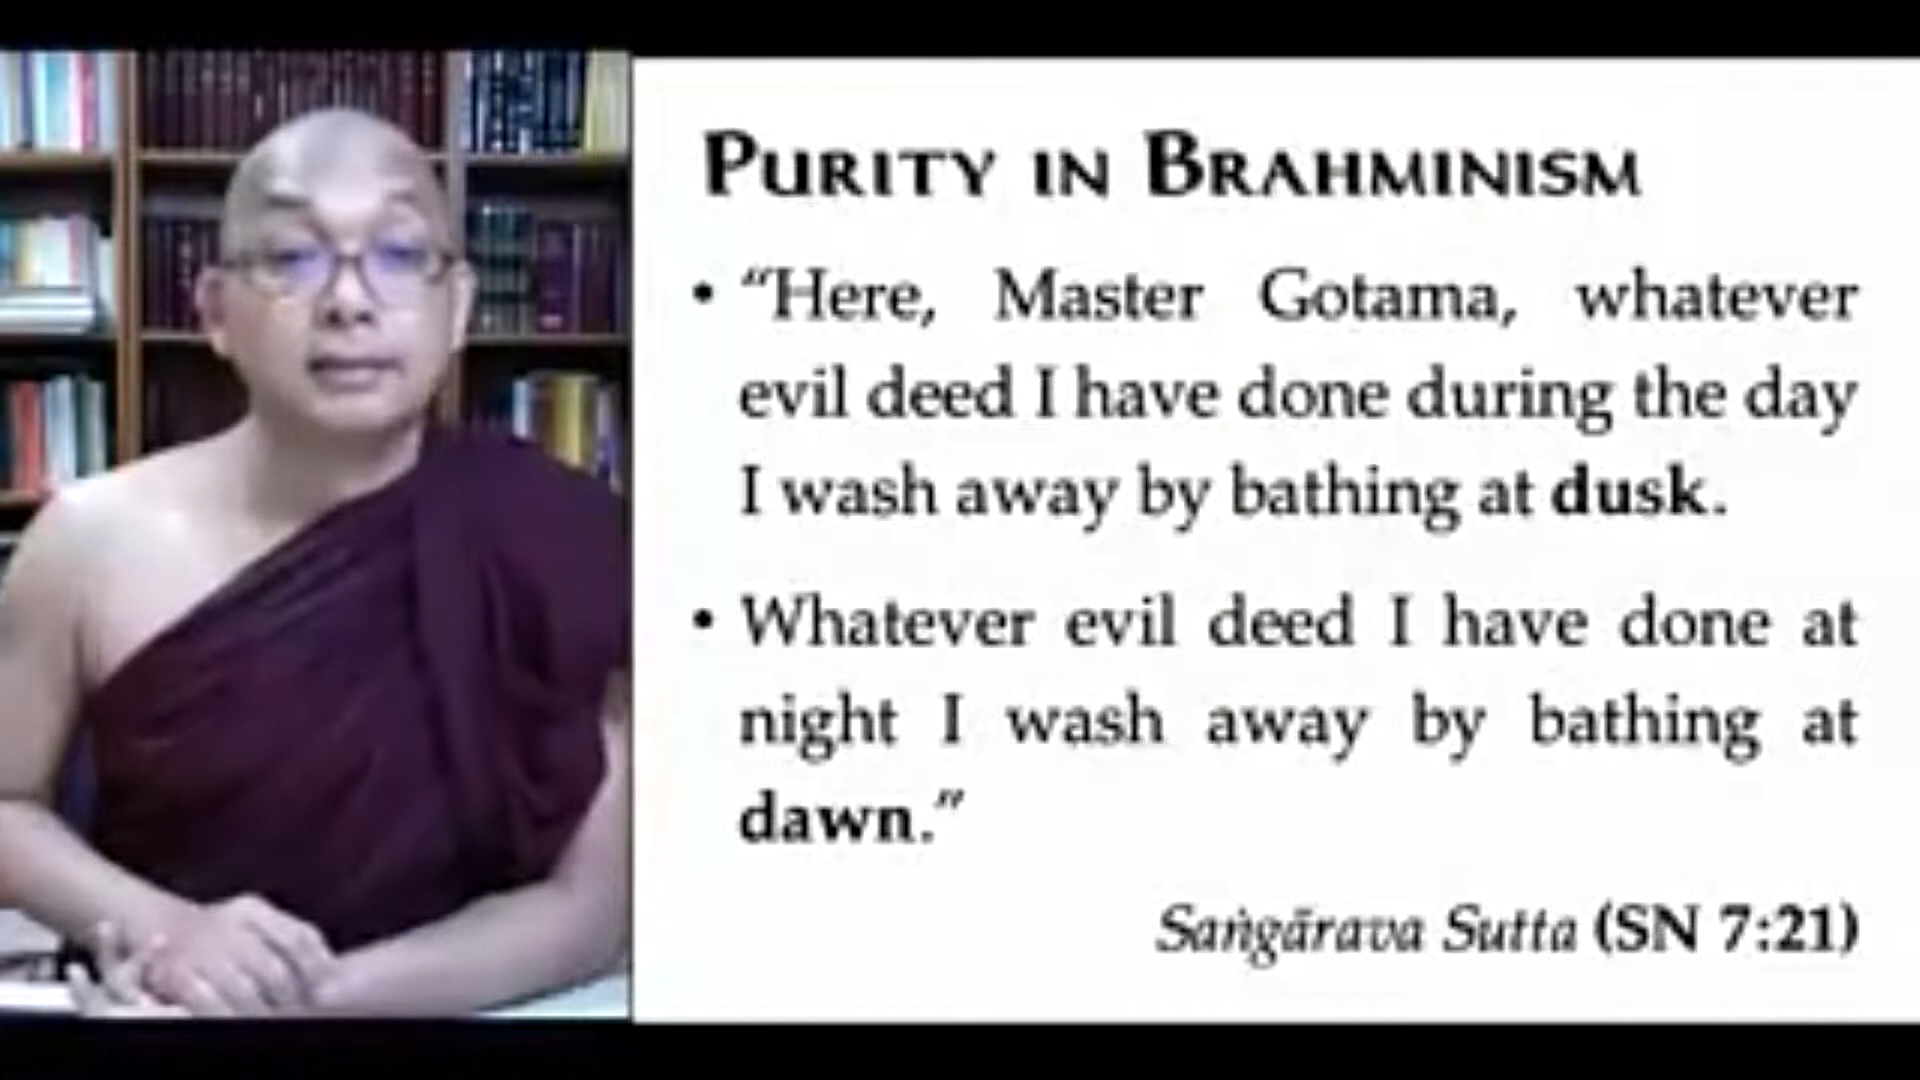 PURITY IN BRAHMINISM
• “Here, Master Gotama, whatever
evil deed I have done during the day
I wash away by bathing at dusk.
• Whatever evil deed I have done at
night I wash away by bathing at
dawn.”
Saṅgārava Sutta (SN 7:21)